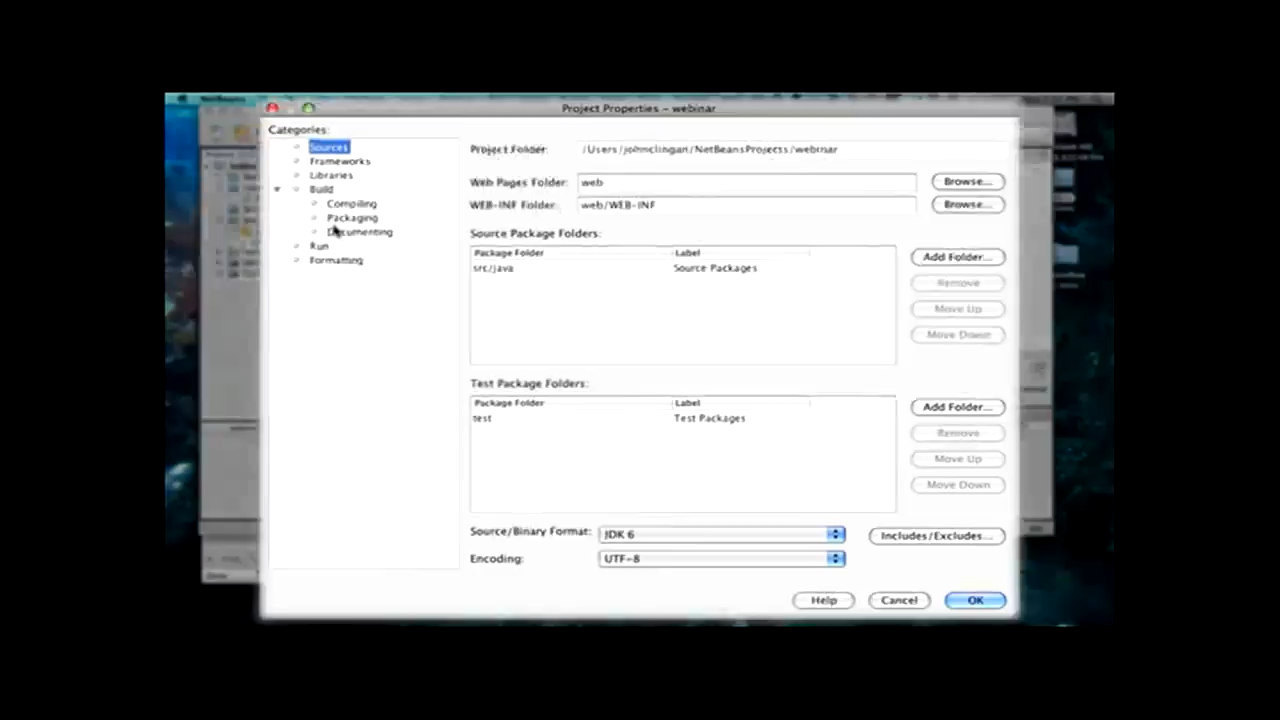 Project Properties – webinar
Categories:
Sources
Frameworks
Libraries
Build
Compiling
Packaging
Documenting
Run
Formatting
Project Folder: /Users/johnclingan/NetBeansProjects/webinar
Web Pages Folder: web Browse...
WEB-INF Folder: web/WEB-INF Browse...
Source Package Folders:
Package Folder Label
src/java Source Packages
Add Folder...
Remove
Move Up
Move Down
Test Package Folders:
Package Folder Label
test Test Packages
Add Folder...
Remove
Move Up
Move Down
Source/Binary Format: JDK 6 Includes/Excludes...
Encoding: UTF-8
Help Cancel OK